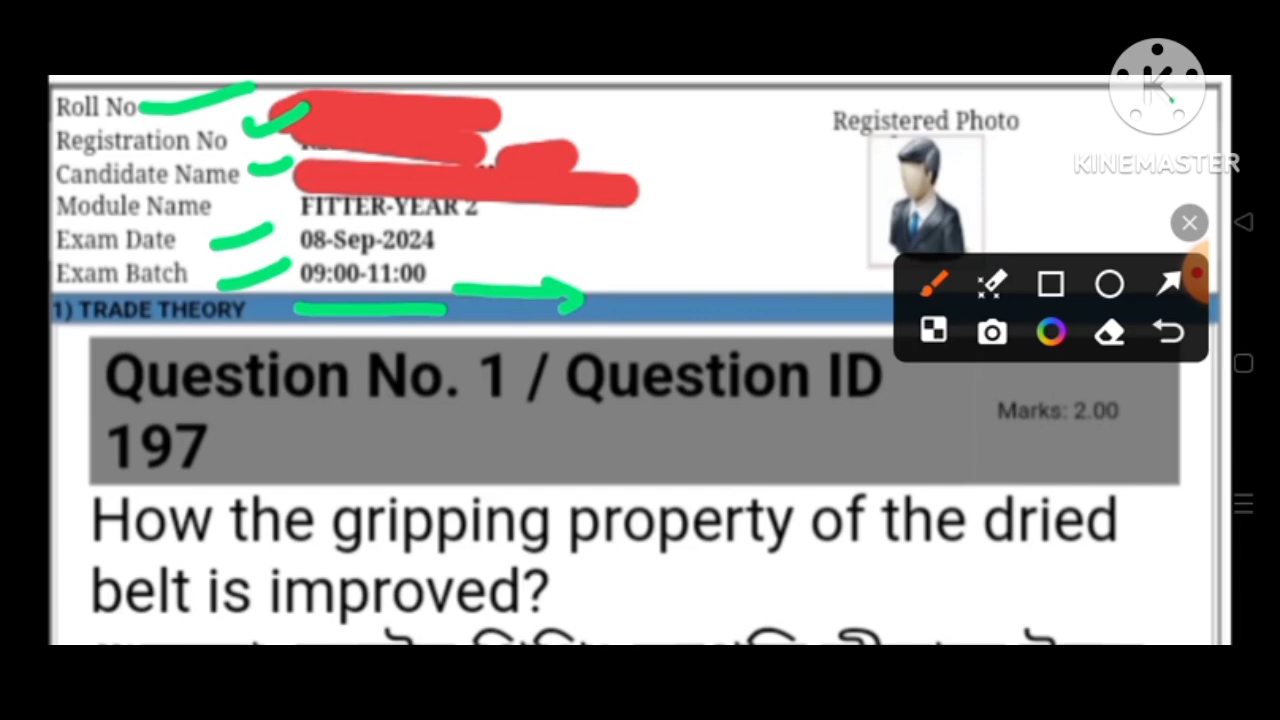 Roll No
Registration No
Candidate Name
Module Name FITTER-YEAR 2
Exam Date 08-Sep-2024
Exam Batch 09:00-11:00
Registered Photo
KINEMASTER
1) TRADE THEORY
Question No. 1 / Question ID
197
Marks: 2.00
How the gripping property of the dried
belt is improved?